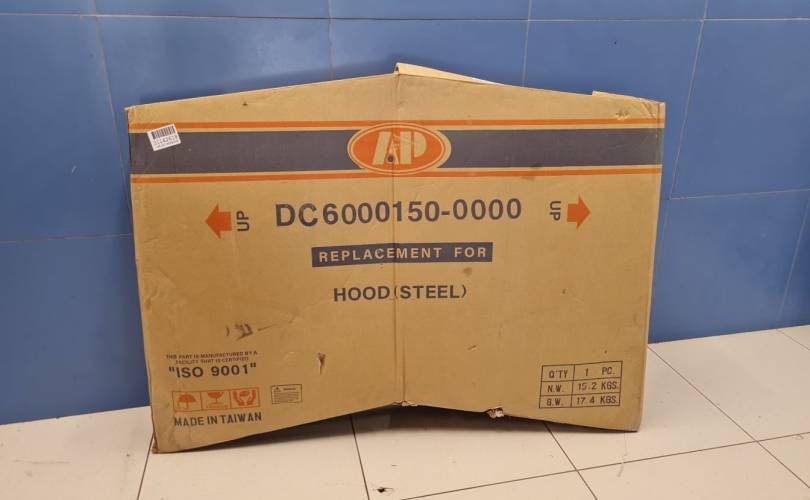 AP
UP
DC6000150-0000
UP
REPLACEMENT FOR
HOOD (STEEL)
THIS PART IS MANUFACTURED BY A
FACILITY THAT IS CERTIFIED
"ISO 9001"
MADE IN TAIWAN
Q'TY 1 PC.
N.W. 15.2 KGS.
G.W. 17.4 KGS.